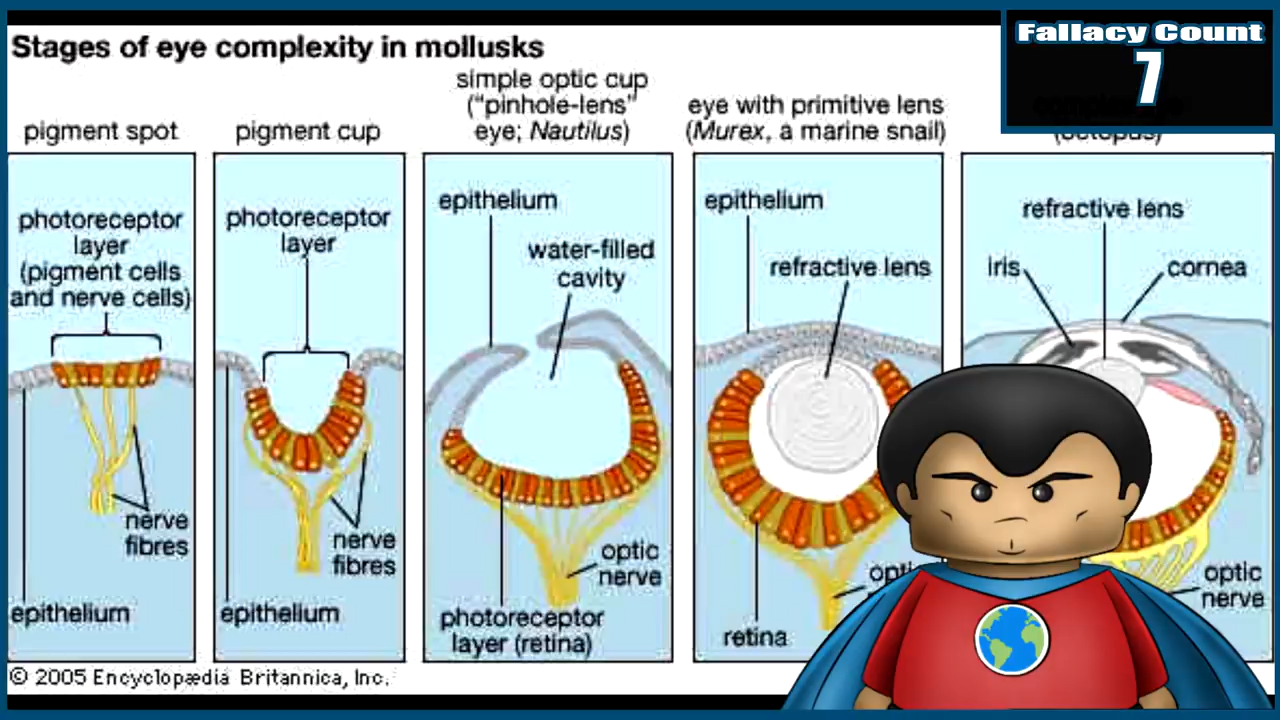 Stages of eye complexity in mollusks
Fallacy Count
7
pigment spot
pigment cup
simple optic cup
("pinhole-lens"
eye; Nautilus)
eye with primitive lens
(Murex, a marine snail)
(octopus)
photoreceptor
layer
(pigment cells
and nerve cells)
nerve
fibres
epithelium
photoreceptor
layer
nerve
fibres
epithelium
epithelium
water-filled
cavity
optic
nerve
photoreceptor
layer (retina)
epithelium
refractive lens
retina
refractive lens
iris
cornea
optic
nerve
© 2005 Encyclopædia Britannica, Inc.